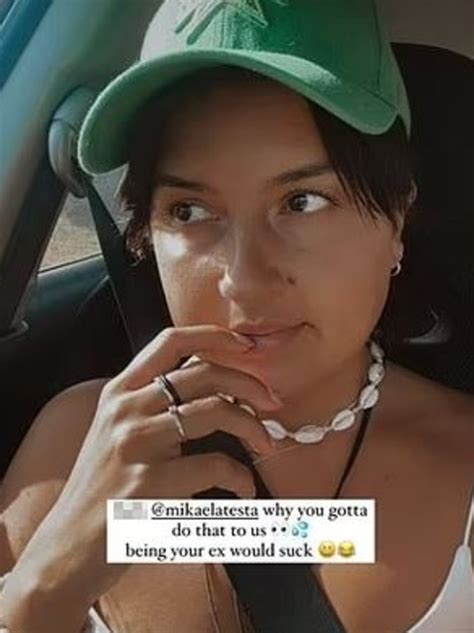 @mikaelatesta why you gotta
do that to us 👀💦
being your ex would suck 😬😂